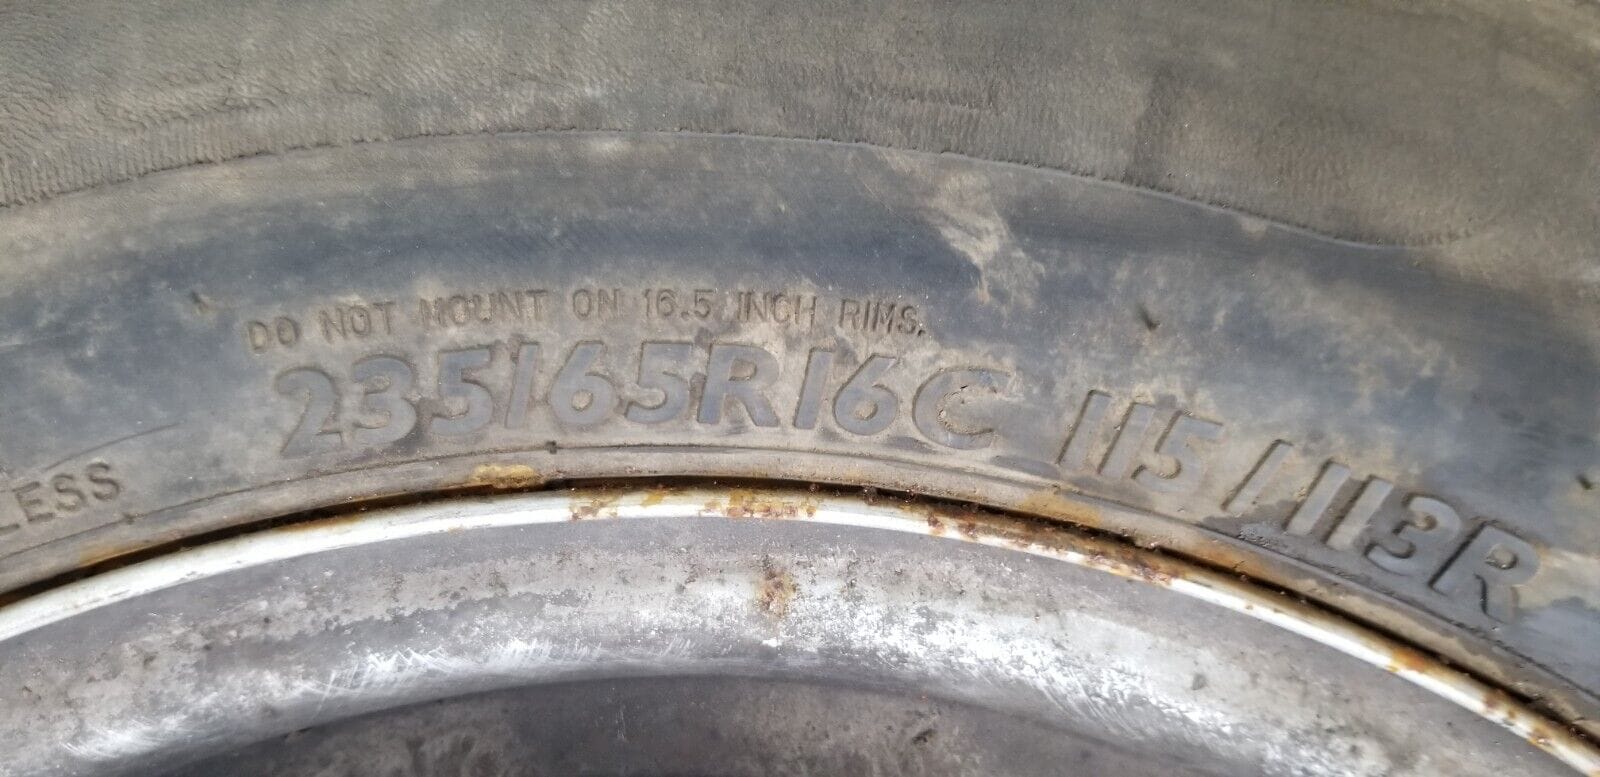 DO NOT MOUNT ON 16.5 INCH RIMS.
235/65R16C 115/113R
LESS